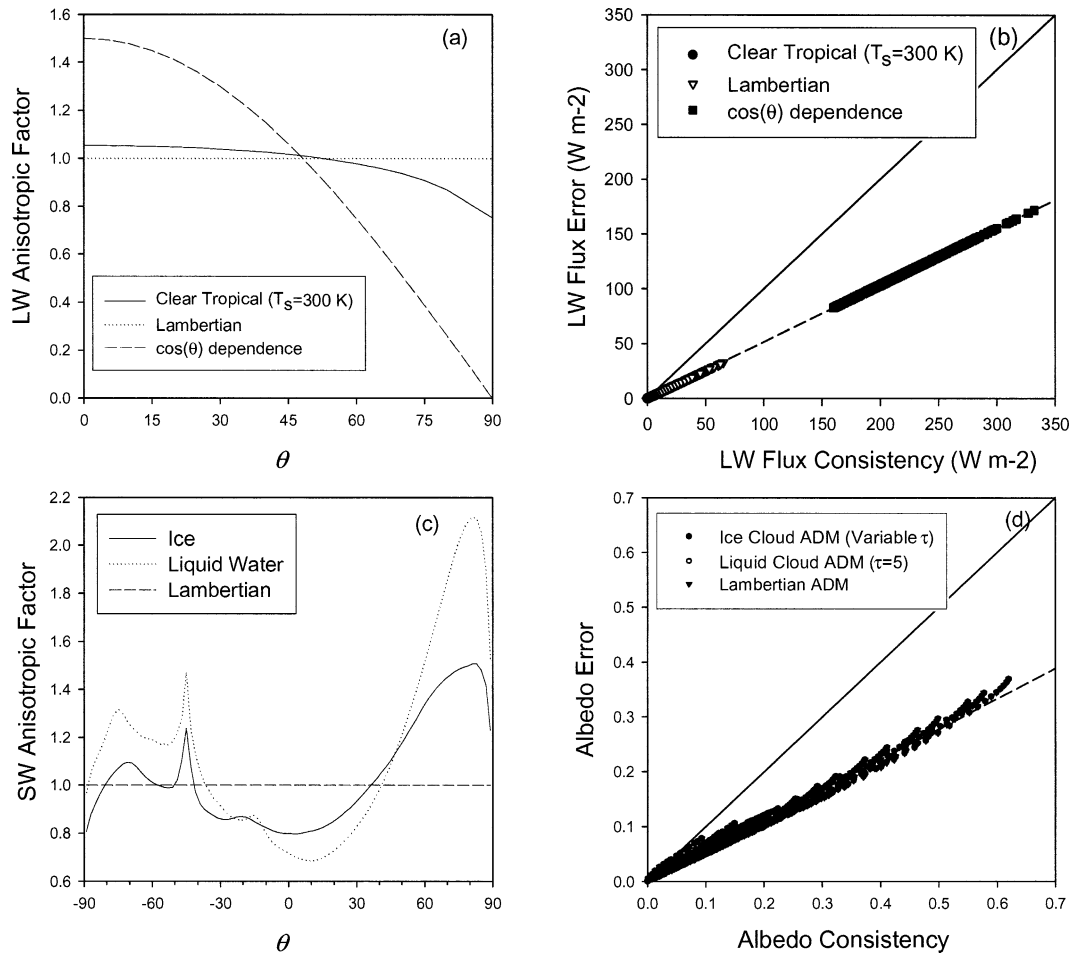 (a)
1.6
1.4
1.2
1.0
0.8
0.6
0.4
0.2
0.0
LW Anisotropic Factor
Clear Tropical (Ts=300 K)
Lambertian
cos(θ) dependence
0 15 30 45 60 75 90
θ
(b)
350
300
250
200
150
100
50
0
LW Flux Error (W m-2)
Clear Tropical (Ts=300 K)
Lambertian
cos(θ) dependence
0 50 100 150 200 250 300 350
LW Flux Consistency (W m-2)
(c)
2.2
2.0
1.8
1.6
1.4
1.2
1.0
0.8
0.6
SW Anisotropic Factor
Ice
Liquid Water
Lambertian
-90 -60 -30 0 30 60 90
θ
(d)
0.7
0.6
0.5
0.4
0.3
0.2
0.1
0.0
Albedo Error
Ice Cloud ADM (Variable τ)
Liquid Cloud ADM (τ=5)
Lambertian ADM
0.0 0.1 0.2 0.3 0.4 0.5 0.6 0.7
Albedo Consistency